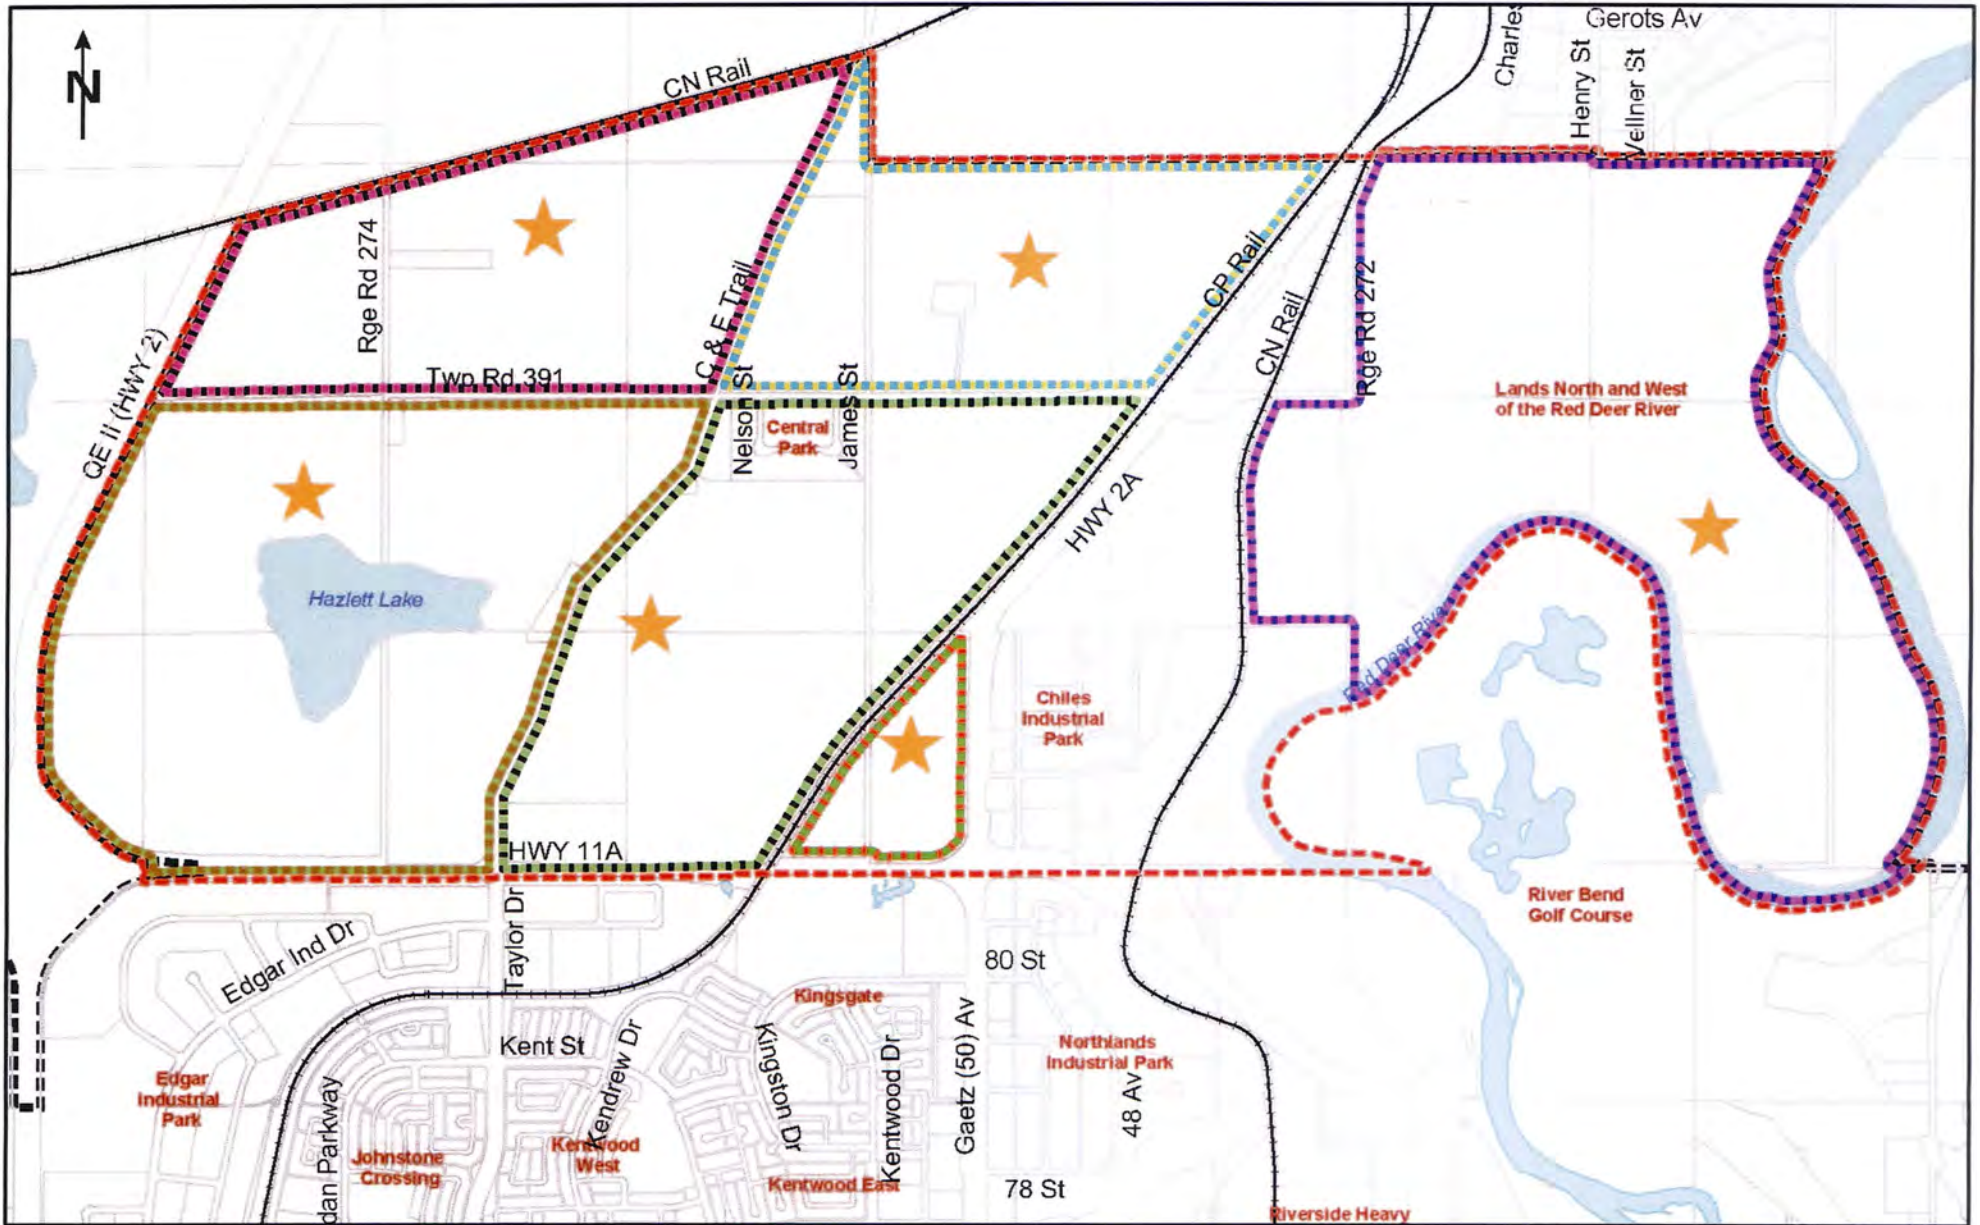 Gerots Av
Charles
Henry St
Vellner St
N
CN Rail
Rge Rd 274
C & E Trail
CP Rail
CN Rail
Rge Rd 272
QE II (HWY 2)
Twp Rd 391
Nelson St
James St
Central
Park
Lands North and West
of the Red Deer River
HWY 2A
Hazlett Lake
Red Deer River
Chiles
Industrial
Park
HWY 11A
River Bend
Golf Course
Taylor Dr
Edgar Ind Dr
80 St
Kingsgate
Kent St
Kendrew Dr
Kingston Dr
Kentwood Dr
Gaetz (50) Av
Northlands
Industrial Park
48 Av
Edgar
Industrial
Park
dan Parkway
Johnstone
Crossing
Kentwood
West
Kentwood East
78 St
Riverside Heavy